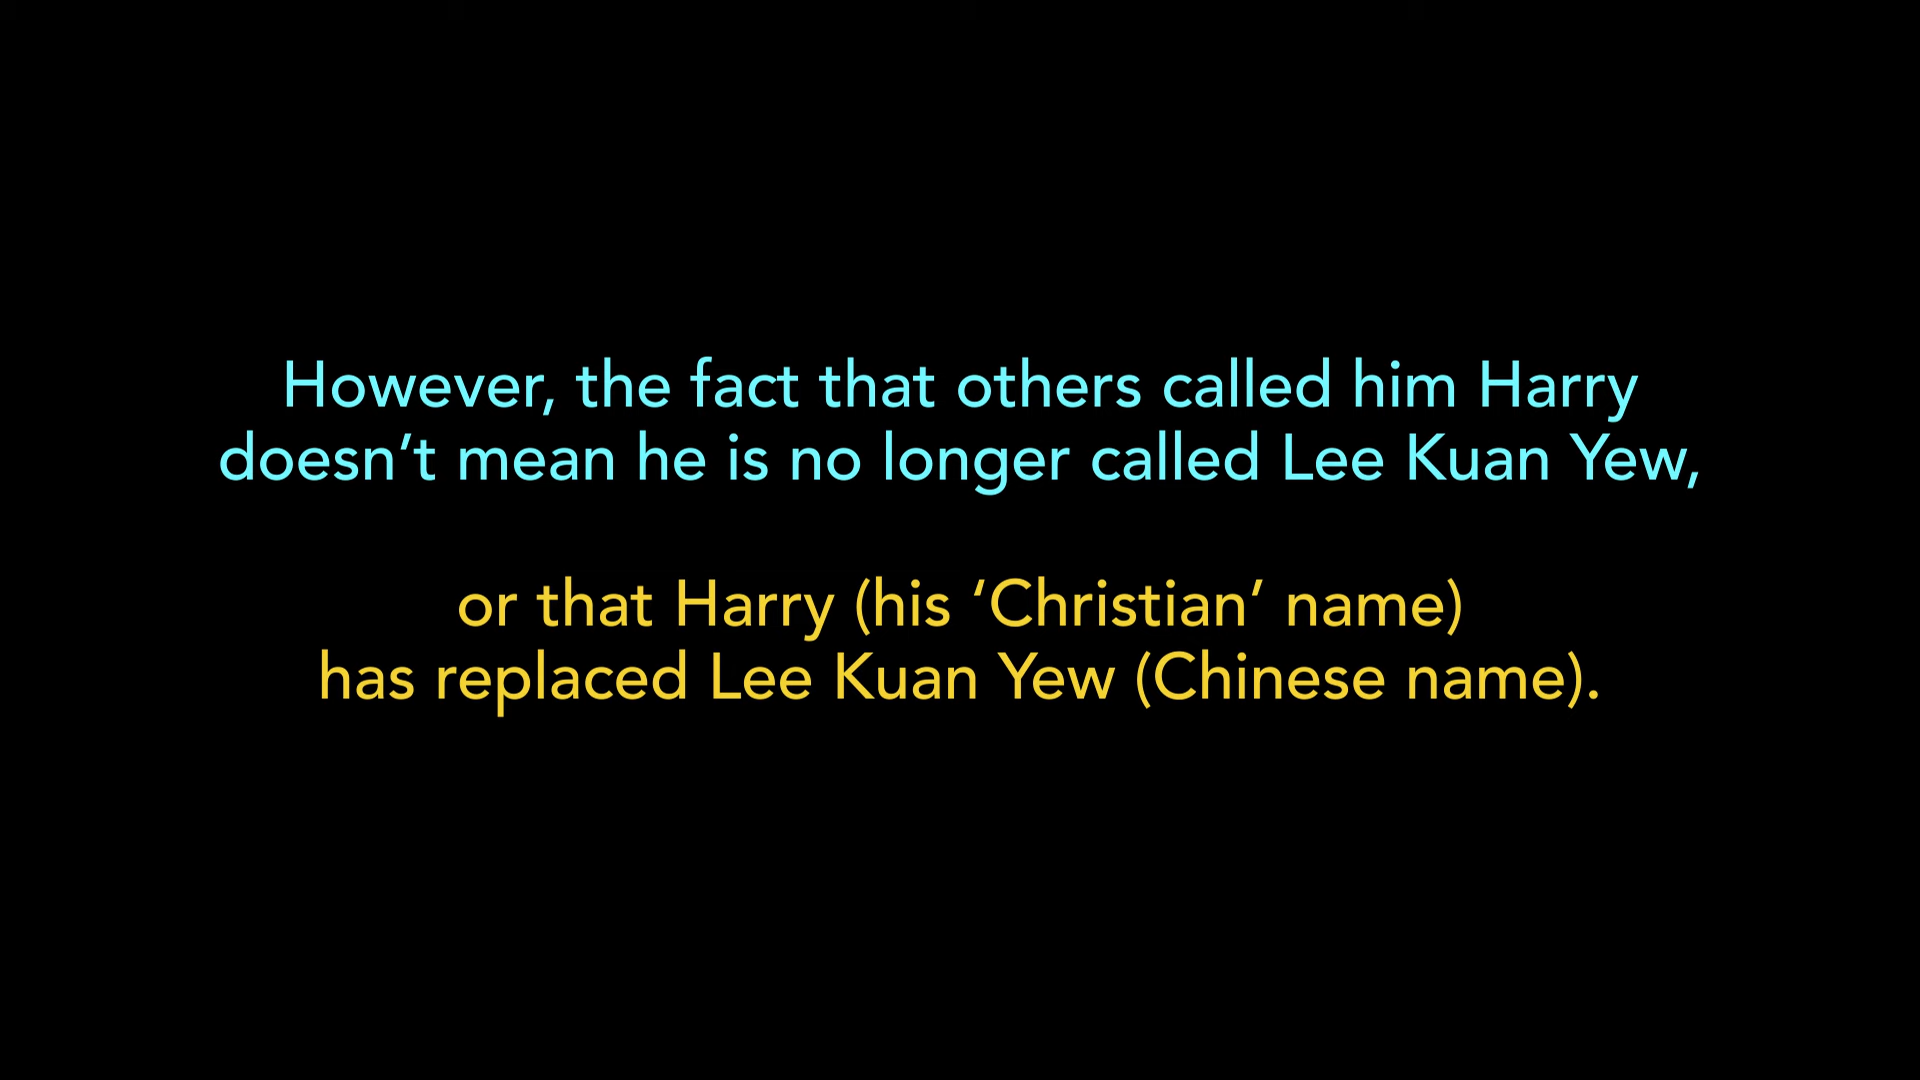 However, the fact that others called him Harry
doesn‘t mean he is no longer called Lee Kuan Yew,
or that Harry (his ‘Christian’ name)
has replaced Lee Kuan Yew (Chinese name).